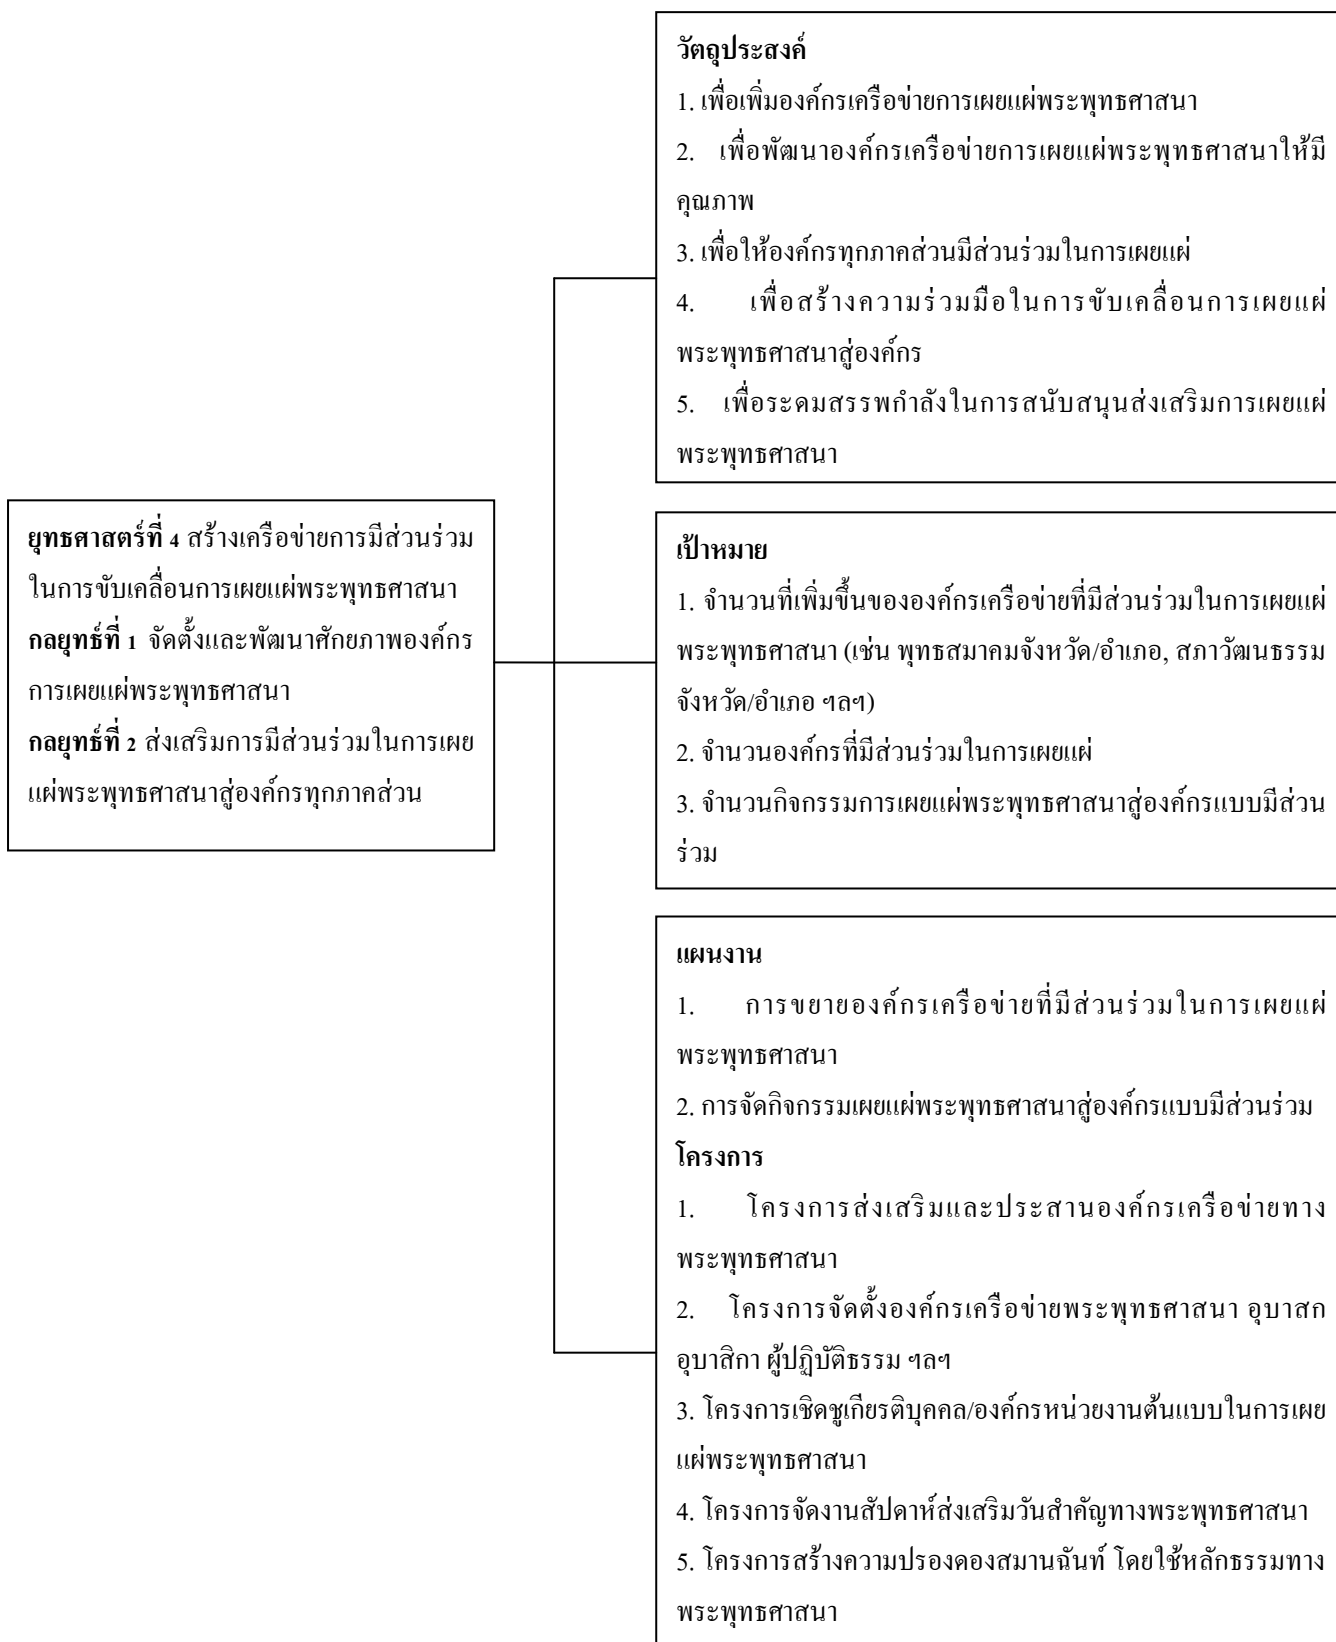 วัตถุประสงค์
1. เพื่อเพิ่มองค์กรเครือข่ายการเผยแผ่พระพุทธศาสนา
2. เพื่อพัฒนาองค์กรเครือข่ายการเผยแผ่พระพุทธศาสนาให้มี
คุณภาพ
3. เพื่อให้องค์กรทุกภาคส่วนมีส่วนร่วมในการเผยแผ่
4. เพื่อสร้างความร่วมมือในการขับเคลื่อนการเผยแผ่
พระพุทธศาสนาสู่องค์กร
5. เพื่อระดมสรรพกำลังในการสนับสนุนส่งเสริมการเผยแผ่
พระพุทธศาสนา
ยุทธศาสตร์ที่ 4 สร้างเครือข่ายการมีส่วนร่วม
ในการขับเคลื่อนการเผยแผ่พระพุทธศาสนา
กลยุทธ์ที่ 1 จัดตั้งและพัฒนาศักยภาพองค์กร
การเผยแผ่พระพุทธศาสนา
กลยุทธ์ที่ 2 ส่งเสริมการมีส่วนร่วมในการเผย
แผ่พระพุทธศาสนาสู่องค์กรทุกภาคส่วน
เป้าหมาย
1. จำนวนที่เพิ่มขึ้นขององค์กรเครือข่ายที่มีส่วนร่วมในการเผยแผ่
พระพุทธศาสนา (เช่น พุทธสมาคมจังหวัด/อำเภอ, สภาวัฒนธรรม
จังหวัด/อำเภอ ฯลฯ)
2. จำนวนองค์กรที่มีส่วนร่วมในการเผยแผ่
3. จำนวนกิจกรรมการเผยแผ่พระพุทธศาสนาสู่องค์กรแบบมีส่วน
ร่วม
แผนงาน
1. การขยายองค์กรเครือข่ายที่มีส่วนร่วมในการเผยแผ่
พระพุทธศาสนา
2. การจัดกิจกรรมเผยแผ่พระพุทธศาสนาสู่องค์กรแบบมีส่วนร่วม
โครงการ
1. โครงการส่งเสริมและประสานองค์กรเครือข่ายทาง
พระพุทธศาสนา
2. โครงการจัดตั้งองค์กรเครือข่ายพระพุทธศาสนา อุบาสก
อุบาสิกา ผู้ปฏิบัติธรรม ฯลฯ
3. โครงการเชิดชูเกียรติบุคคล/องค์กรหน่วยงานต้นแบบในการเผย
แผ่พระพุทธศาสนา
4. โครงการจัดงานสัปดาห์ส่งเสริมวันสำคัญทางพระพุทธศาสนา
5. โครงการสร้างความปรองดองสมานฉันท์ โดยใช้หลักธรรมทาง
พระพุทธศาสนา